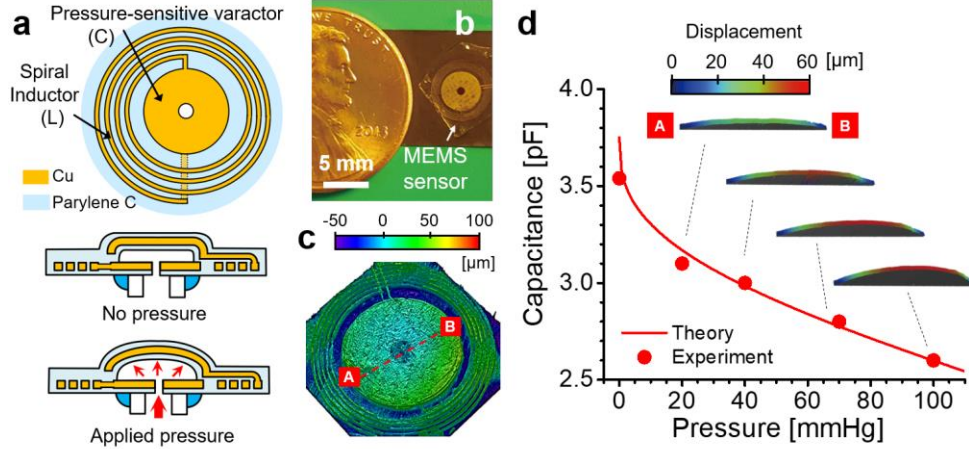 a
Pressure-sensitive varactor
(C)
Spiral
Inductor
(L)
Cu
Parylene C
No pressure
Applied pressure
b
2013
5 mm
MEMS
sensor
c
-50 0 50 100
[µm]
A
B
d
Displacement
0 20 40 60 [µm]
A
B
Capacitance [pF]
4.0
3.5
3.0
2.5
Theory
Experiment
0 20 40 60 80 100
Pressure [mmHg]